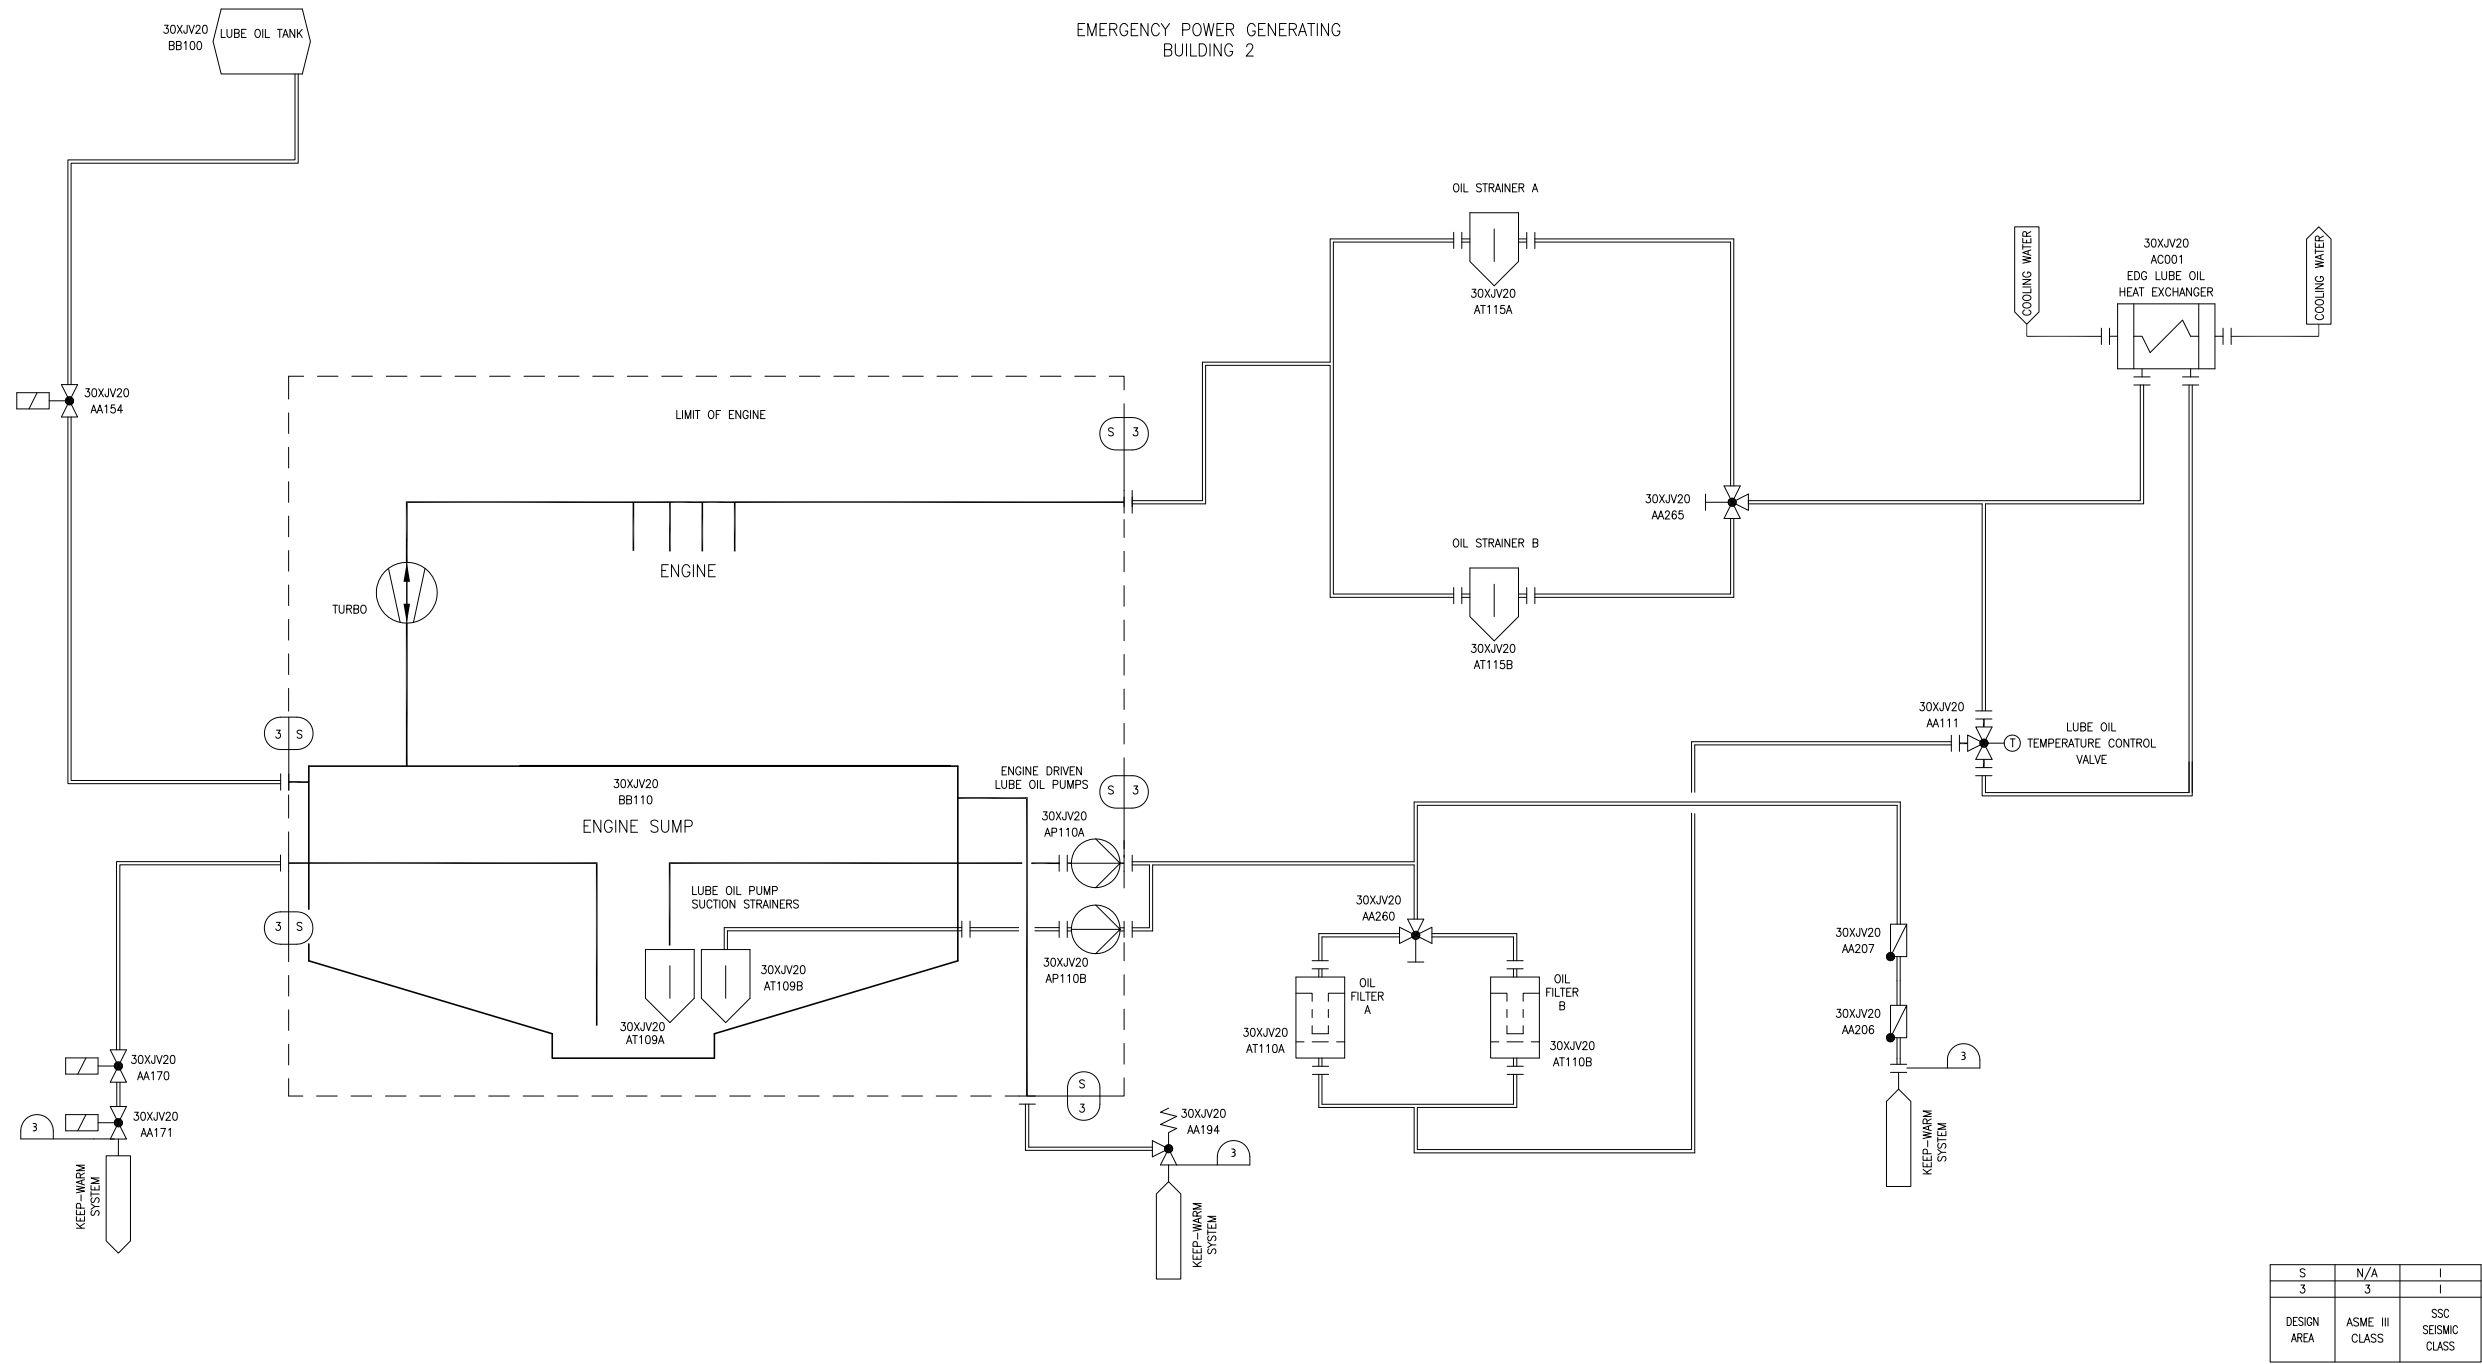 EMERGENCY POWER GENERATING
BUILDING 2
30XJV20
BB100
LUBE OIL TANK
OIL STRAINER A
30XJV20
AT115A
COOLING WATER
30XJV20
AC001
EDG LUBE OIL
HEAT EXCHANGER
COOLING WATER
30XJV20
AA154
LIMIT OF ENGINE
S 3
30XJV20
AA265
OIL STRAINER B
30XJV20
AT115B
ENGINE
TURBO
3 S
30XJV20
AA111
T
LUBE OIL
TEMPERATURE CONTROL
VALVE
30XJV20
BB110
ENGINE SUMP
ENGINE DRIVEN
LUBE OIL PUMPS
S 3
30XJV20
AP110A
LUBE OIL PUMP
SUCTION STRAINERS
3 S
30XJV20
AP110B
30XJV20
AT109B
30XJV20
AT109A
30XJV20
AA260
OIL
FILTER
A
30XJV20
AT110A
OIL
FILTER
B
30XJV20
AT110B
30XJV20
AA207
30XJV20
AA206
3
KEEP-WARM
SYSTEM
30XJV20
AA170
30XJV20
AA171
3
KEEP-WARM
SYSTEM
S
3
30XJV20
AA194
3
KEEP-WARM
SYSTEM
S N/A I
3 3 I
DESIGN
AREA
ASME III
CLASS
SSC
SEISMIC
CLASS